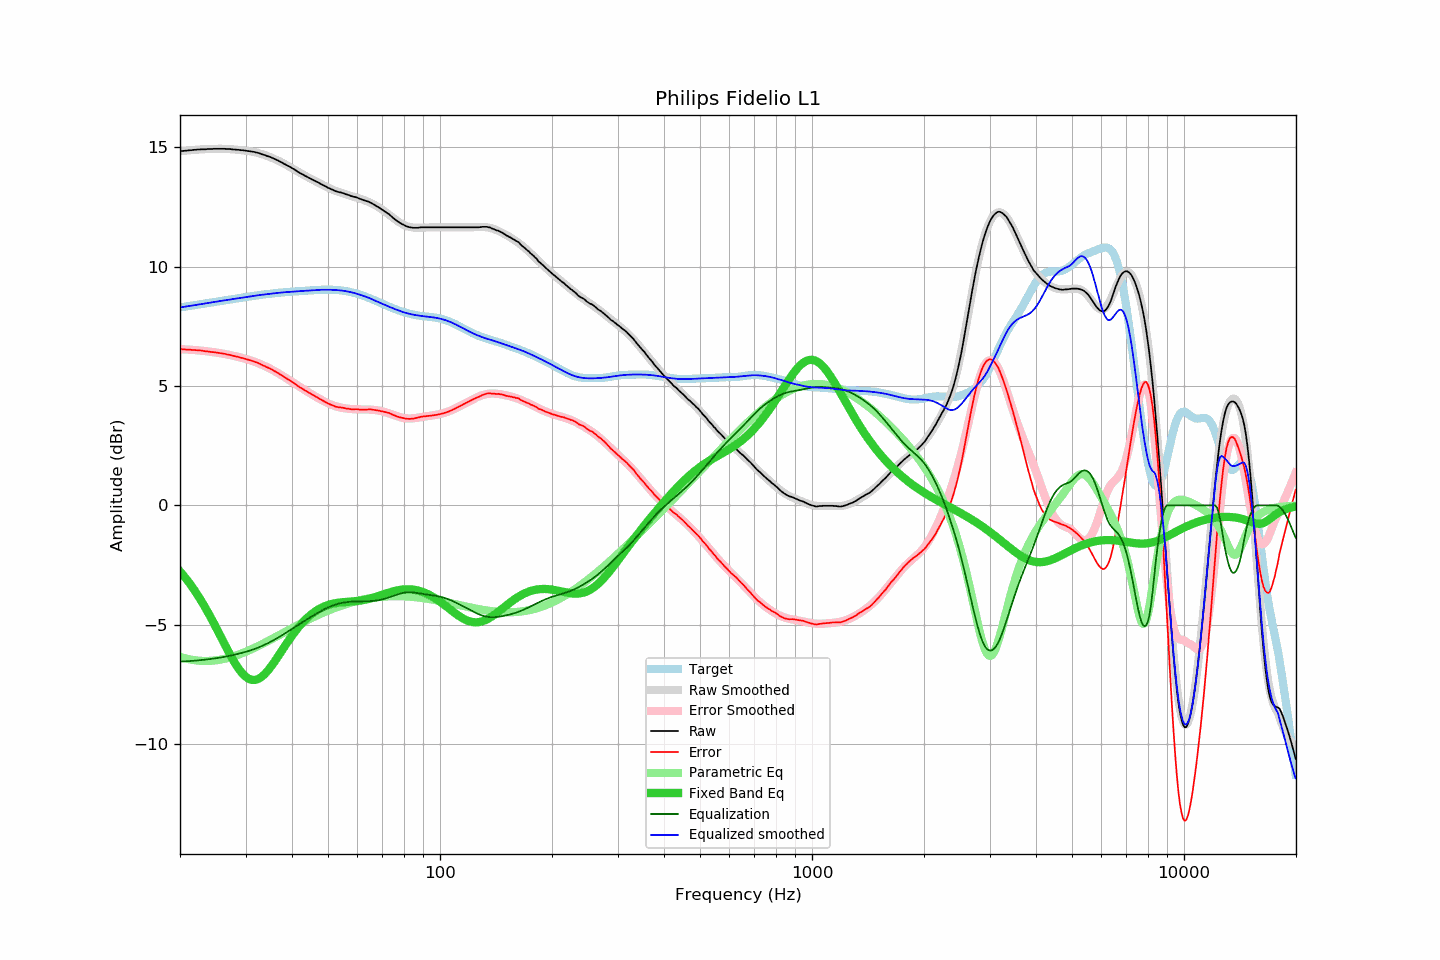 Philips Fidelio L1
15
10
5
0
−5
−10
Amplitude (dBr)
Target
Raw Smoothed
Error Smoothed
Raw
Error
Parametric Eq
Fixed Band Eq
Equalization
Equalized smoothed
100
1000
10000
Frequency (Hz)